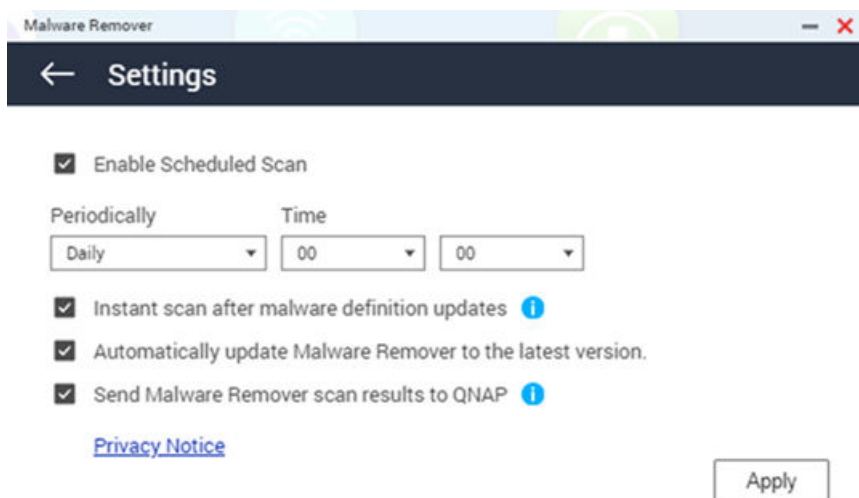 Malware Remover
Settings
Enable Scheduled Scan
Periodically Time
Daily 00 00
Instant scan after malware definition updates
Automatically update Malware Remover to the latest version.
Send Malware Remover scan results to QNAP
Privacy Notice
Apply